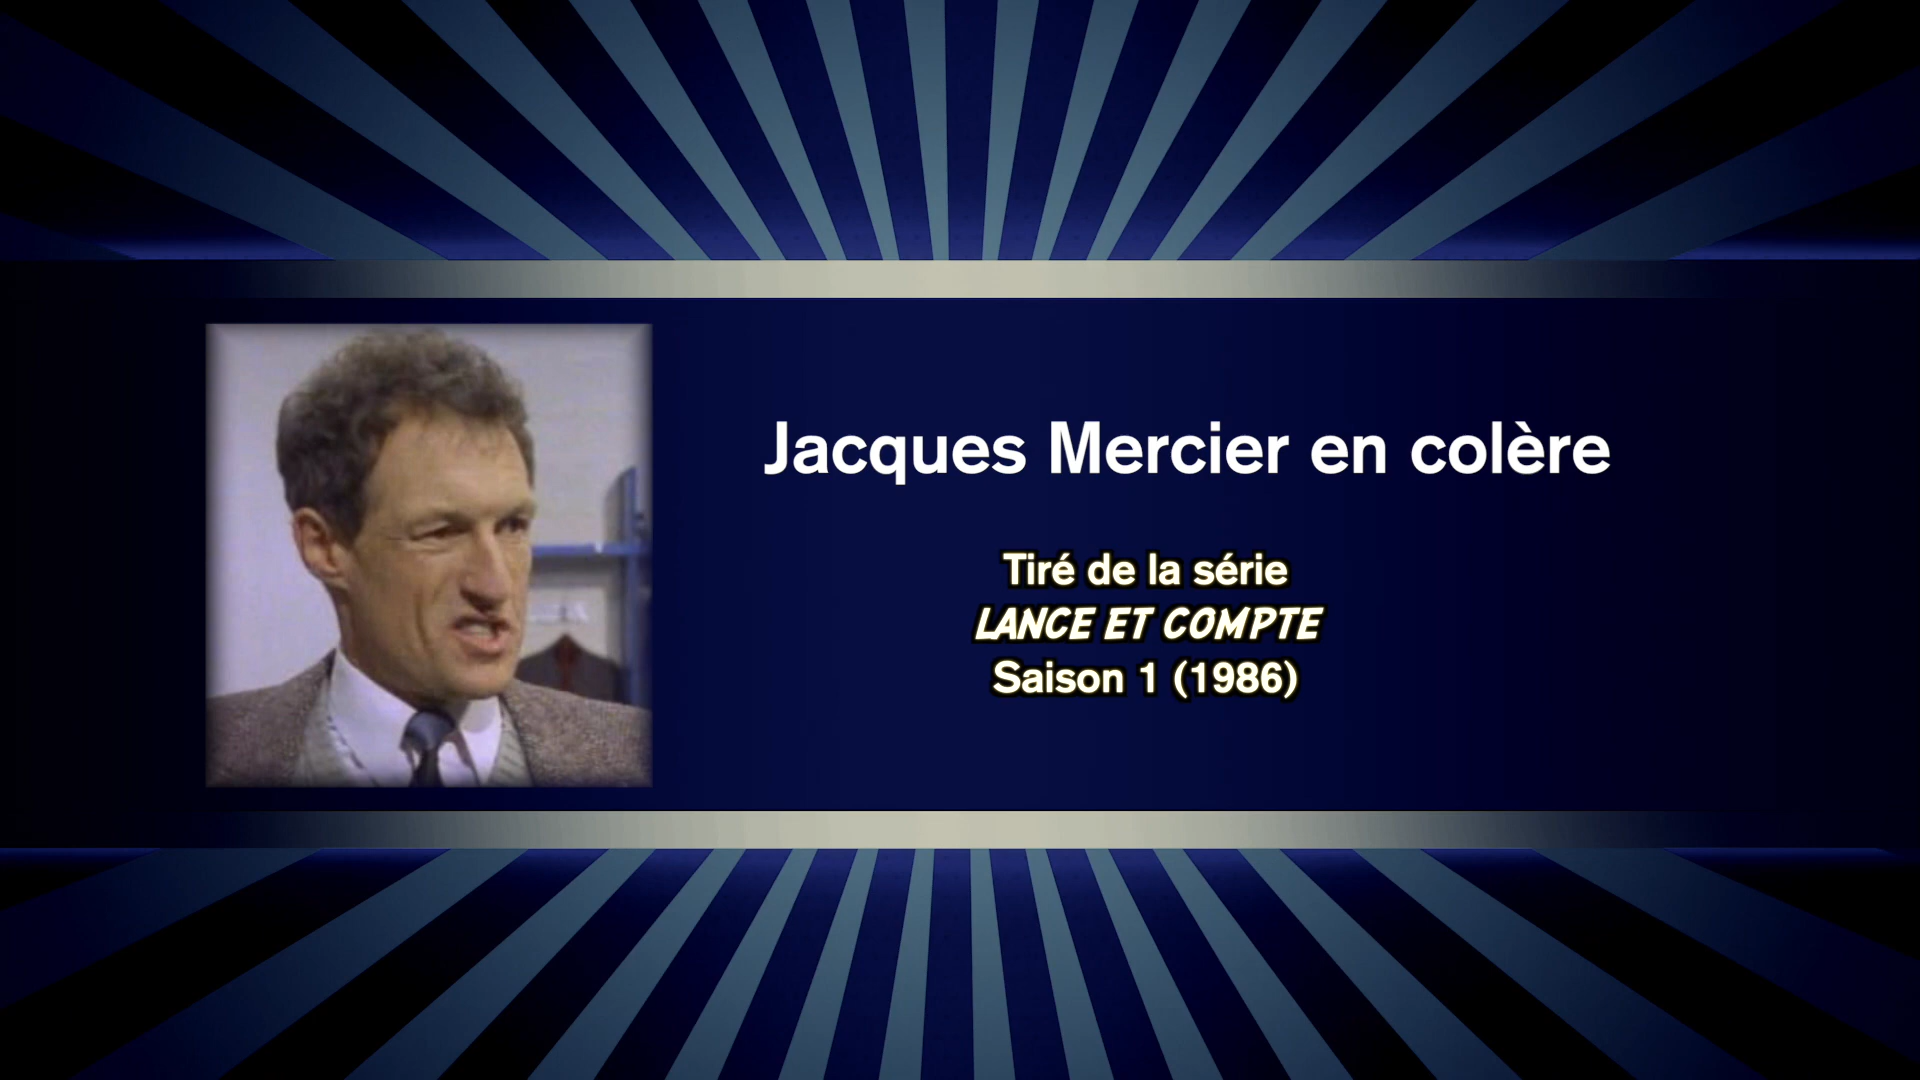 Jacques Mercier en colère
Tiré de la série
LANCE ET COMPTE
Saison 1 (1986)